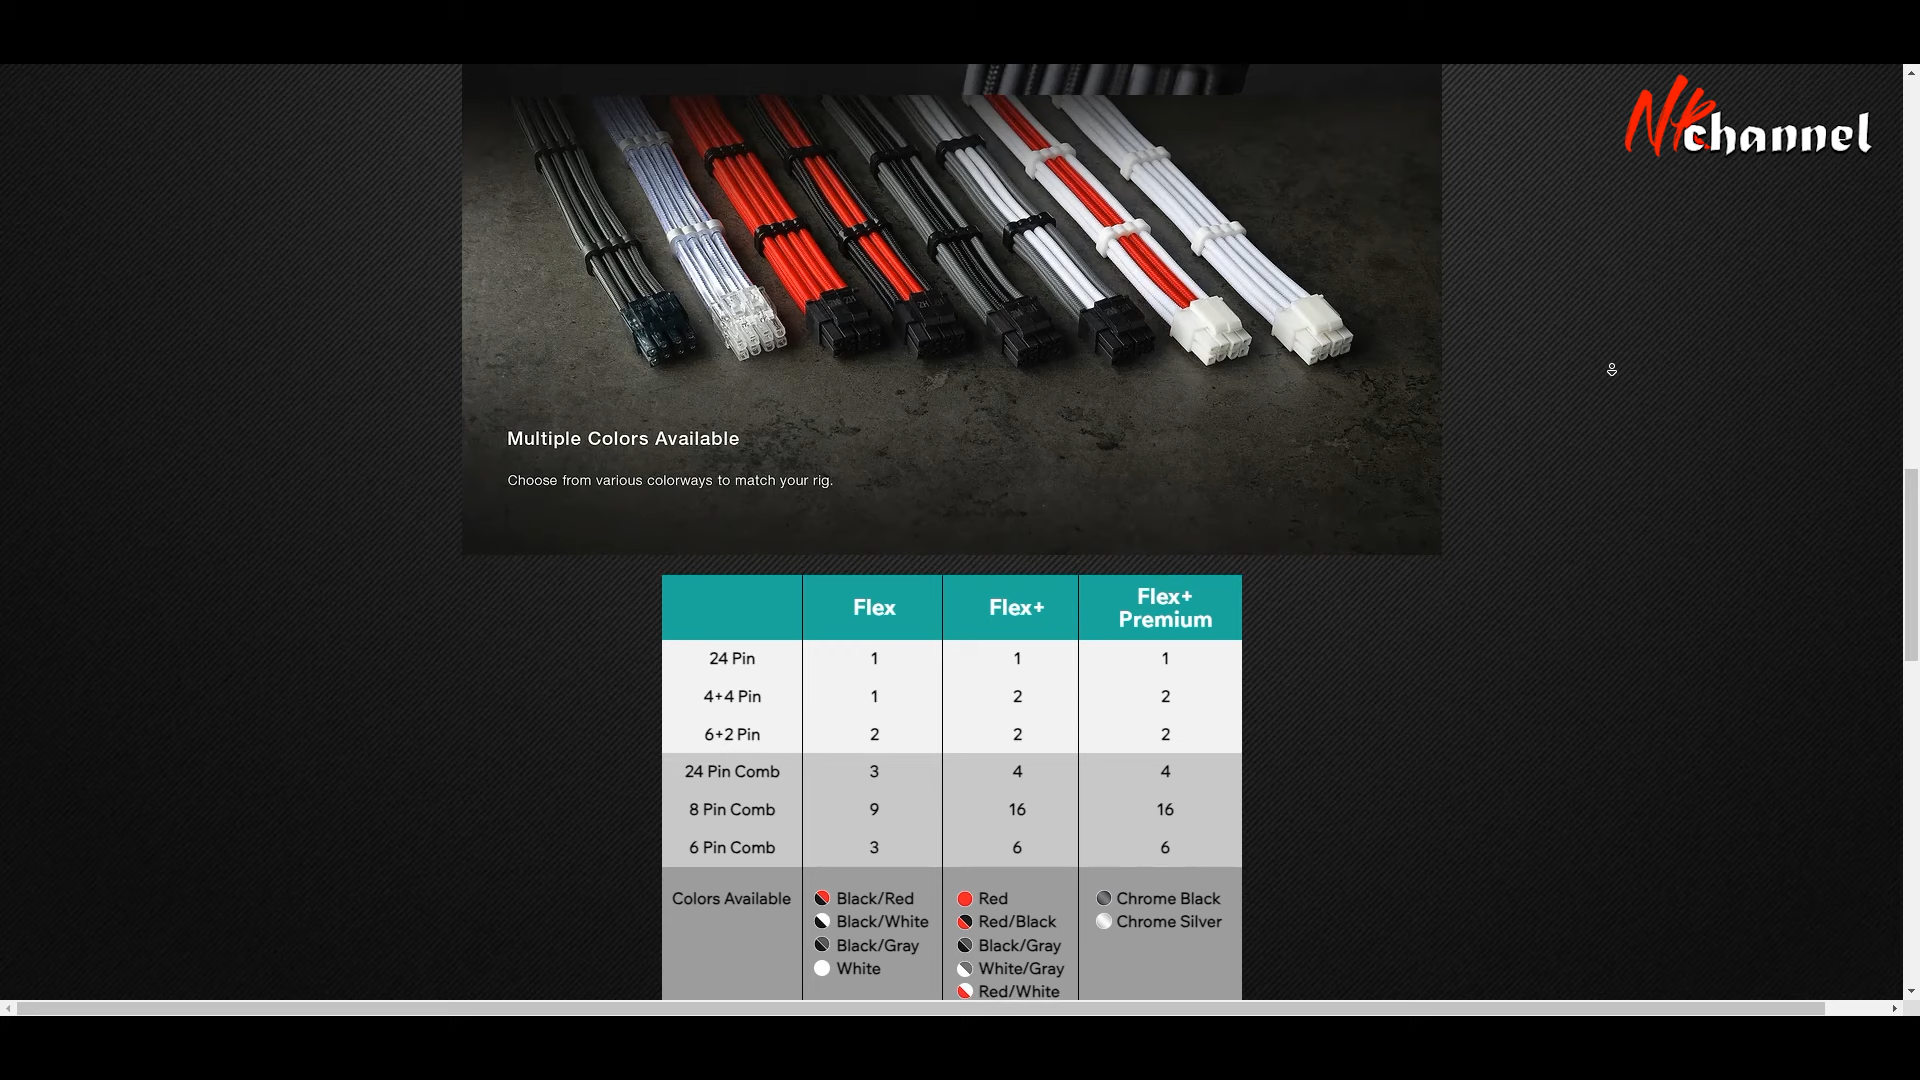 NKchannel
Multiple Colors Available
Choose from various colorways to match your rig.
Flex Flex+ Flex+ Premium
24 Pin 1 1 1
4+4 Pin 1 2 2
6+2 Pin 2 2 2
24 Pin Comb 3 4 4
8 Pin Comb 9 16 16
6 Pin Comb 3 6 6
Colors Available Black/Red Red Chrome Black
Black/White Red/Black Chrome Silver
Black/Gray Black/Gray
White White/Gray
Red/White